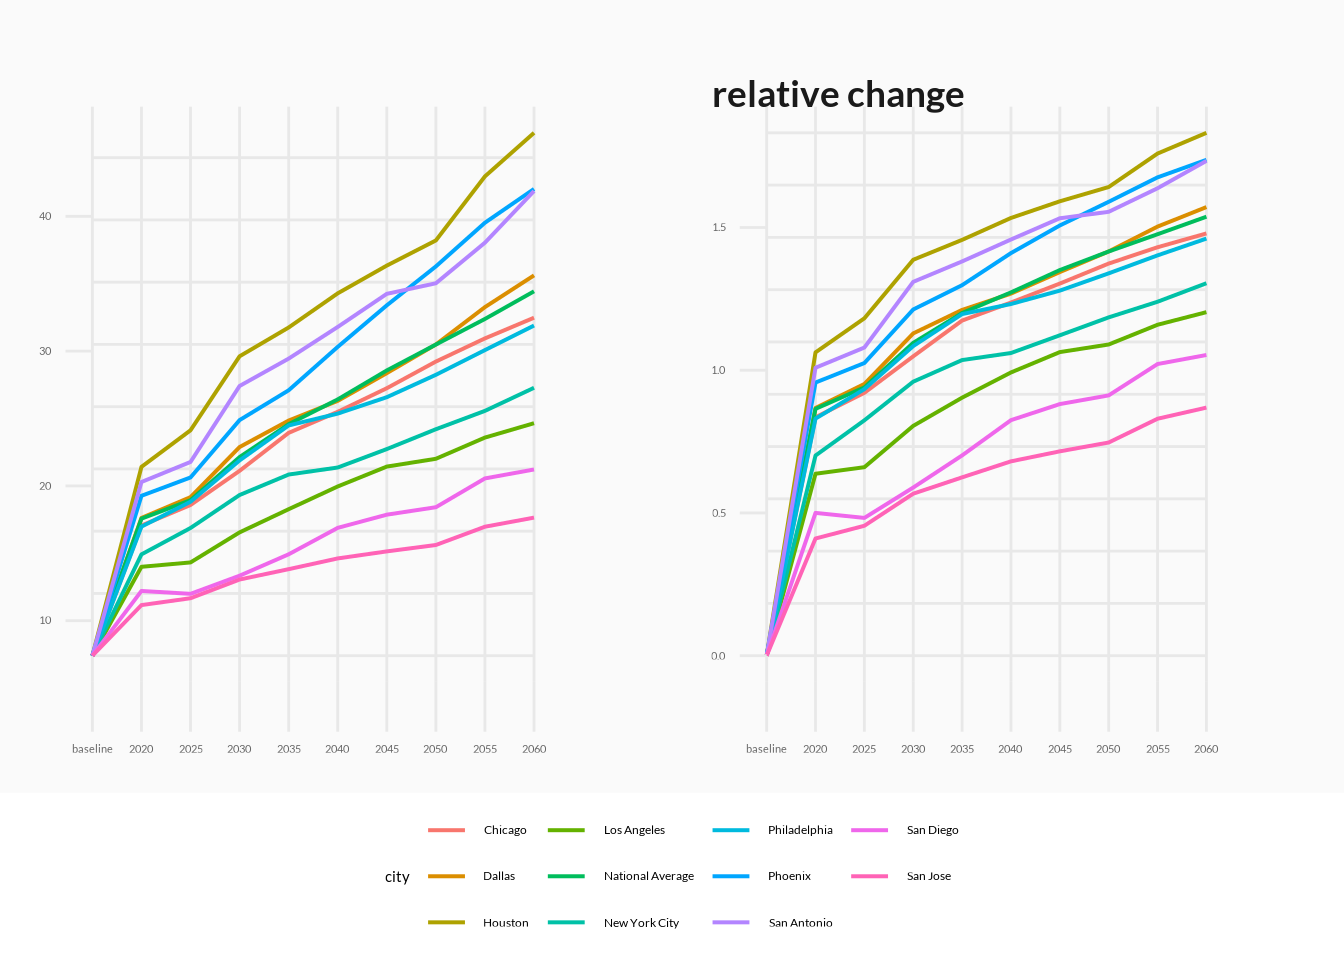 relative change
40
30
20
10
1.5
1.0
0.5
0.0
baseline 2020 2025 2030 2035 2040 2045 2050 2055 2060
baseline 2020 2025 2030 2035 2040 2045 2050 2055 2060
city
Chicago
Dallas
Houston
Los Angeles
National Average
New York City
Philadelphia
Phoenix
San Antonio
San Diego
San Jose